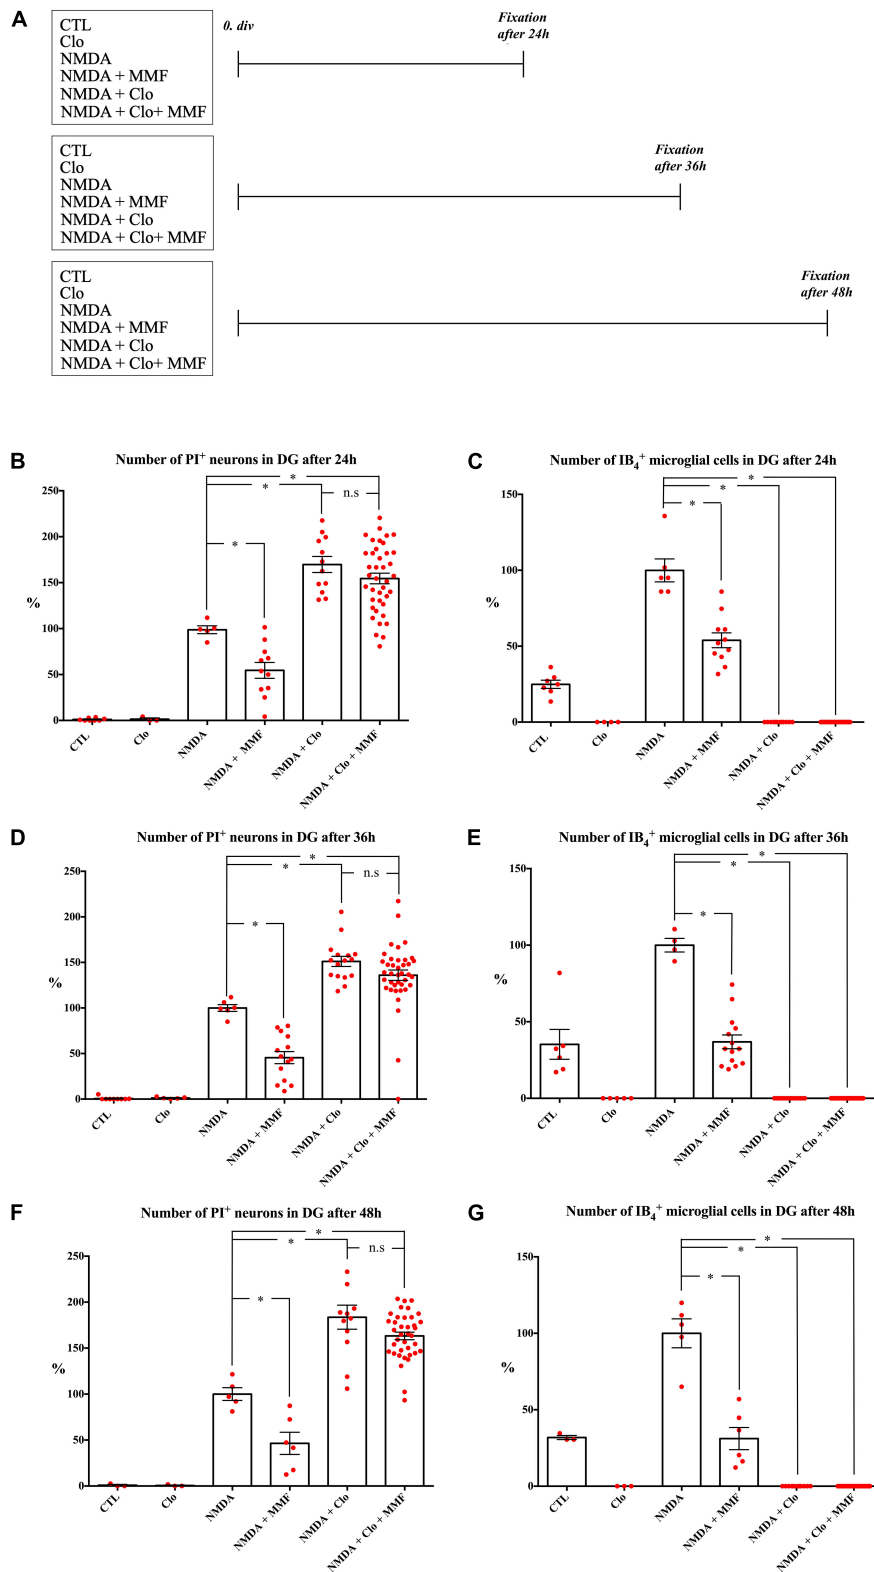 A
CTL
Clo
NMDA
NMDA + MMF
NMDA + Clo
NMDA + Clo+ MMF
0. div
Fixation
after 24h
CTL
Clo
NMDA
NMDA + MMF
NMDA + Clo
NMDA + Clo+ MMF
Fixation
after 36h
CTL
Clo
NMDA
NMDA + MMF
NMDA + Clo
NMDA + Clo+ MMF
Fixation
after 48h
B
Number of PI+ neurons in DG after 24h
250
200
150
100
50
0
%
*
*
*
n.s
CTL
Clo
NMDA
NMDA + MMF
NMDA + Clo
NMDA + Clo + MMF
C
Number of IB4+ microglial cells in DG after 24h
150
100
50
0
%
*
*
*
CTL
Clo
NMDA
NMDA + MMF
NMDA + Clo
NMDA + Clo + MMF
D
Number of PI+ neurons in DG after 36h
250
200
150
100
50
0
%
*
*
*
n.s
CTL
Clo
NMDA
NMDA + MMF
NMDA + Clo
NMDA + Clo + MMF
E
Number of IB4+ microglial cells in DG after 36h
150
100
50
0
%
*
*
*
CTL
Clo
NMDA
NMDA + MMF
NMDA + Clo
NMDA + Clo + MMF
F
Number of PI+ neurons in DG after 48h
250
200
150
100
50
0
%
*
*
*
n.s
CTL
Clo
NMDA
NMDA + MMF
NMDA + Clo
NMDA + Clo + MMF
G
Number of IB4+ microglial cells in DG after 48h
150
100
50
0
%
*
*
*
CTL
Clo
NMDA
NMDA + MMF
NMDA + Clo
NMDA + Clo + MMF